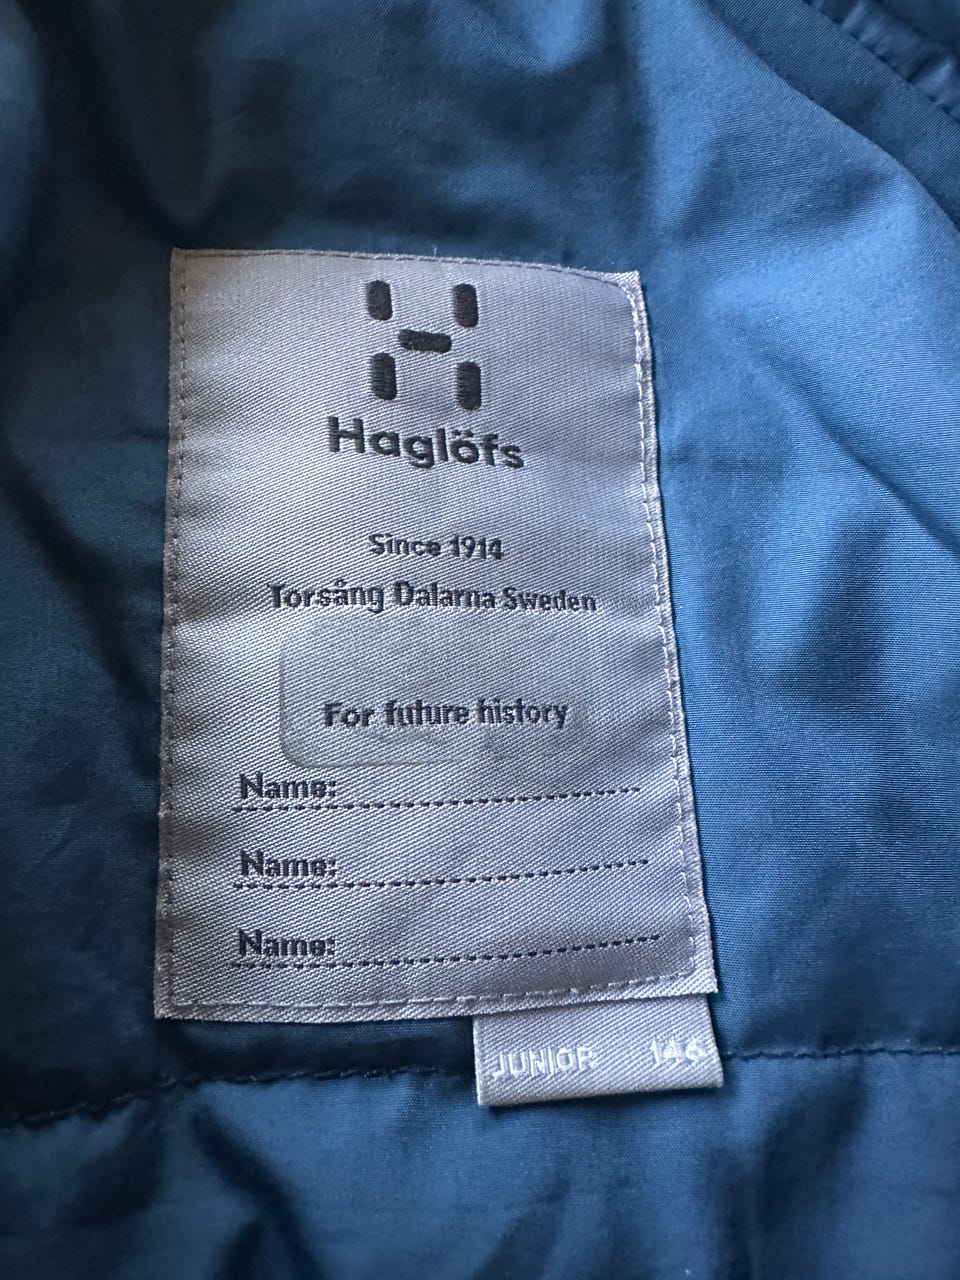 Haglöfs
Since 1914
Torsång Dalarna Sweden
For future history
Name:
Name:
Name:
JUNIOR 146